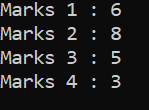 Marks 1 : 6
Marks 2 : 8
Marks 3 : 5
Marks 4 : 3